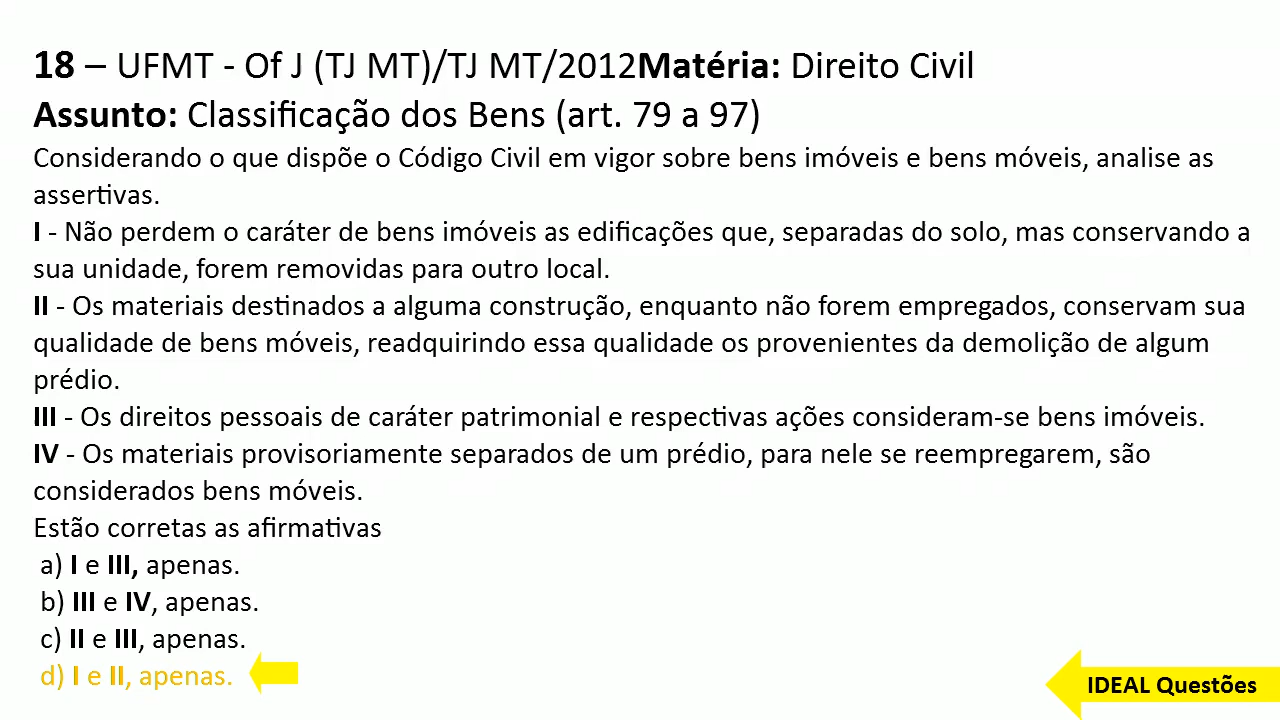 18 – UFMT - Of J (TJ MT)/TJ MT/2012Matéria: Direito Civil
Assunto: Classificação dos Bens (art. 79 a 97)
Considerando o que dispõe o Código Civil em vigor sobre bens imóveis e bens móveis, analise as
assertivas.
I - Não perdem o caráter de bens imóveis as edificações que, separadas do solo, mas conservando a
sua unidade, forem removidas para outro local.
II - Os materiais destinados a alguma construção, enquanto não forem empregados, conservam sua
qualidade de bens móveis, readquirindo essa qualidade os provenientes da demolição de algum
prédio.
III - Os direitos pessoais de caráter patrimonial e respectivas ações consideram-se bens imóveis.
IV - Os materiais provisoriamente separados de um prédio, para nele se reempregarem, são
considerados bens móveis.
Estão corretas as afirmativas
a) I e III, apenas.
b) III e IV, apenas.
c) II e III, apenas.
d) I e II, apenas.
IDEAL Questões